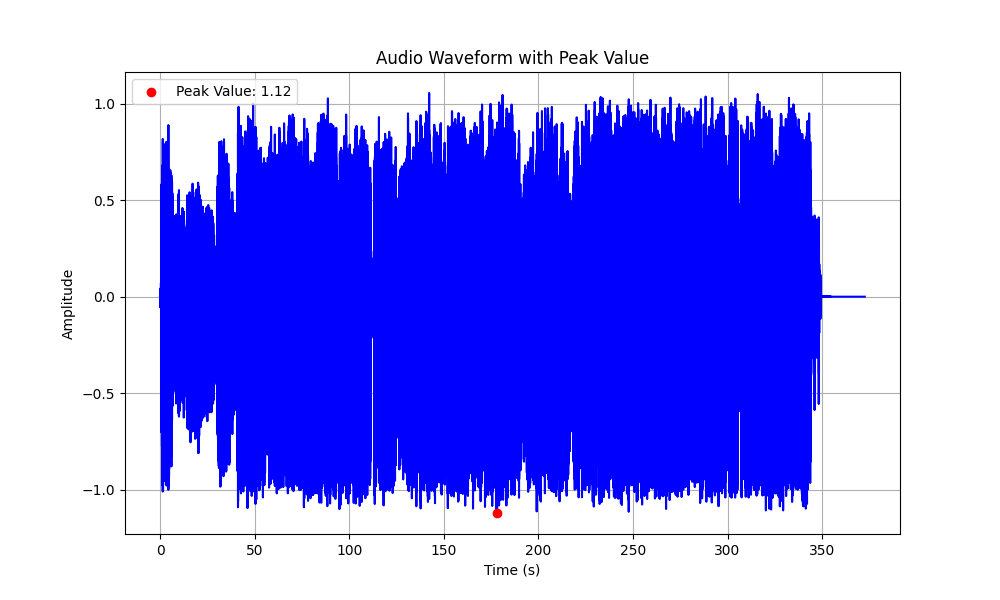 Audio Waveform with Peak Value
Peak Value: 1.12
1.0
0.5
0.0
−0.5
−1.0
Amplitude
0 50 100 150 200 250 300 350
Time (s)